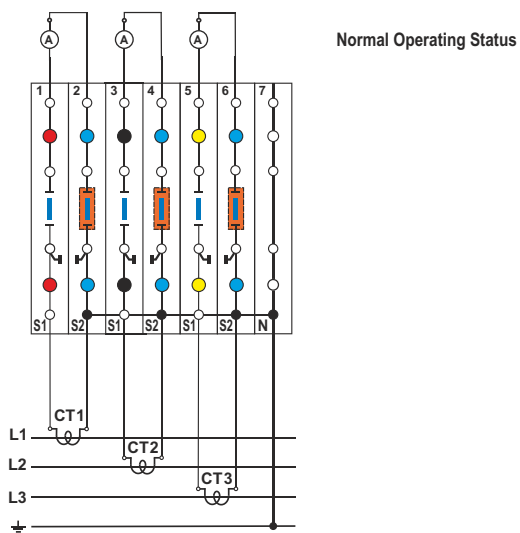 Normal Operating Status
A A A
1 2 3 4 5 6 7
S1 S2 S1 S2 S1 S2 N
CT1
L1
CT2
L2
CT3
L3